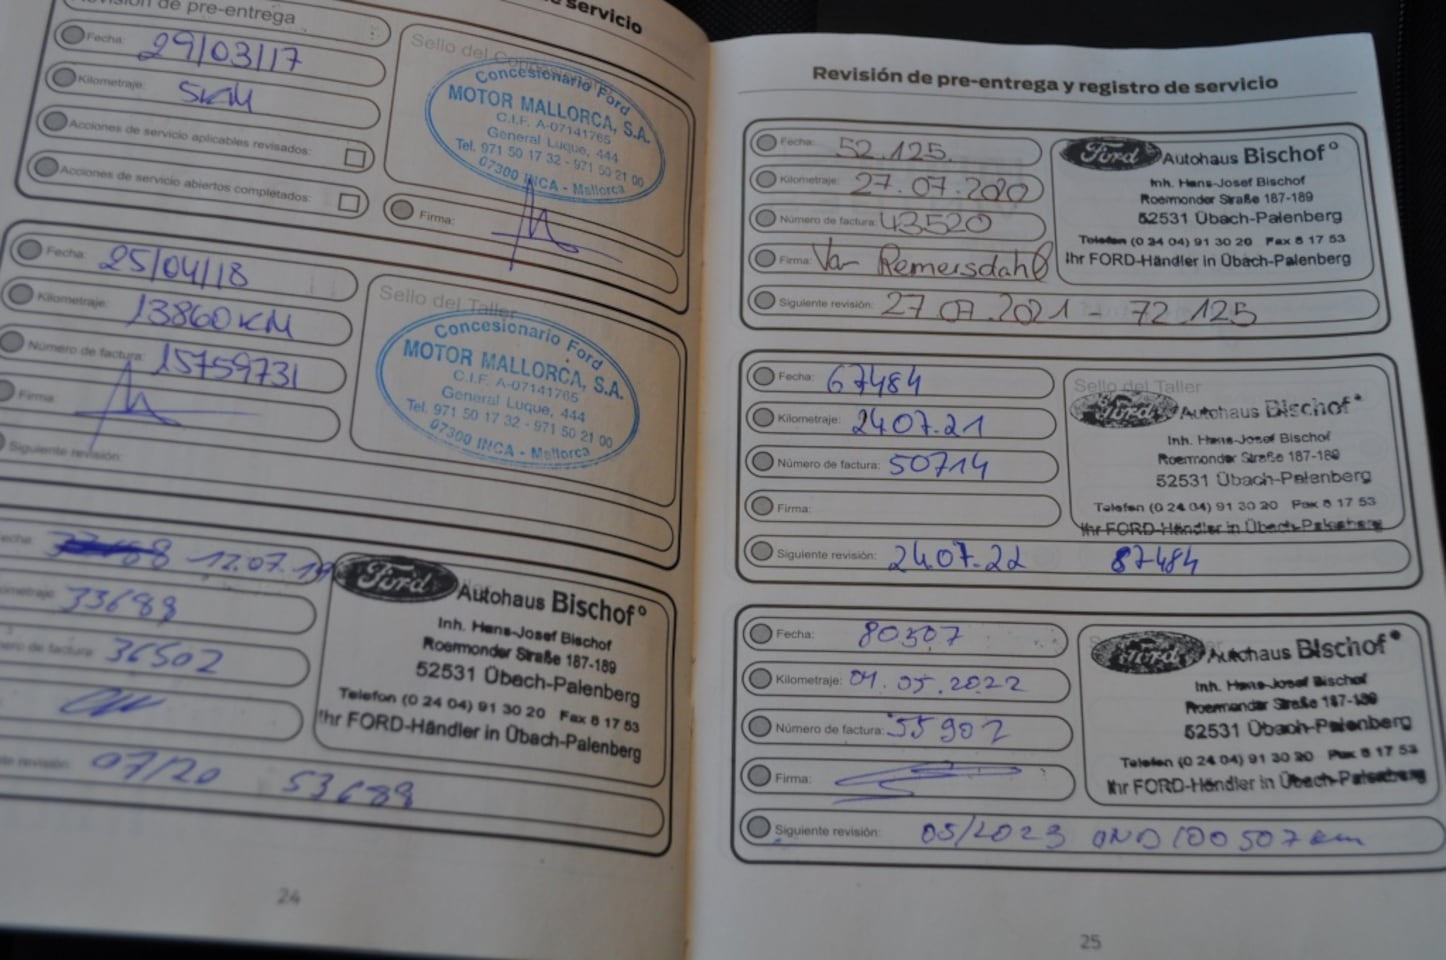 Revisión de pre-entrega
de servicio
Fecha: 29/03/17
Kilometraje: 5KM
Acciones de servicio aplicables revisados:
Acciones de servicio abiertos completados:
Sello del Concesionario
Concesionario Ford
MOTOR MALLORCA, S.A.
C.I.F. A-07141765
General Luque, 444
Tel. 971 50 17 32 - 971 50 21 00
07300 INCA - Mallorca
Firma:
Fecha: 25/04/18
Kilometraje: 13860KM
Número de factura: 15759731
Firma:
Siguiente revisión:
Sello del Taller
Concesionario Ford
MOTOR MALLORCA, S.A.
C.I.F. A-07141765
General Luque, 444
Tel. 971 50 17 32 - 971 50 21 00
07300 INCA - Mallorca
Fecha: 12.07.19
33689
36502
07/20 53689
Ford Autohaus Bischof
Inh. Hans-Josef Bischof
Roermonder Straße 187-189
52531 Übach-Palenberg
Telefon (0 24 04) 91 30 20 Fax 8 17 53
Ihr FORD-Händler in Übach-Palenberg
24
Revisión de pre-entrega y registro de servicio
Fecha: 52.125.
Kilometraje: 27.07.2020
Número de factura: 43520
Firma: Van Remersdahl
Siguiente revisión: 27.07.2021 - 72.125
Ford Autohaus Bischof
Inh. Hans-Josef Bischof
Roermonder Straße 187-189
52531 Übach-Palenberg
Telefon (0 24 04) 91 30 20 Fax 8 17 53
Ihr FORD-Händler in Übach-Palenberg
Fecha: 67484
Kilometraje: 2407.21
Número de factura: 50714
Firma:
Siguiente revisión: 24.07.22 87484
Sello del Taller
Ford Autohaus Bischof
Inh. Hans-Josef Bischof
Roermonder Straße 187-189
52531 Übach-Palenberg
Telefon (0 24 04) 91 30 20 Fax 8 17 53
Ihr FORD-Händler in Übach-Palenberg
Fecha: 80507
Kilometraje: 04.05.2022
Número de factura: 55902
Firma:
Siguiente revisión: 05/2023 OND 100507 km
Ford Autohaus Bischof
Inh. Hans-Josef Bischof
Roermonder Straße 187-189
52531 Übach-Palenberg
Telefon (0 24 04) 91 30 20 Fax 8 17 53
Ihr FORD-Händler in Übach-Palenberg
25